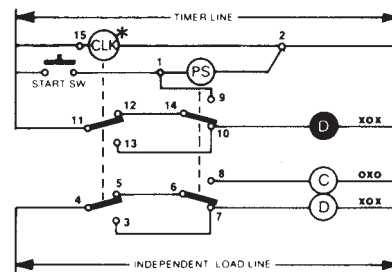 TIMER LINE
15 CLK * 2
1 PS
START SW
9
12 14
11 10 D XOX
13
8 C OXO
5 6
4 7 D XOX
3
INDEPENDENT LOAD LINE